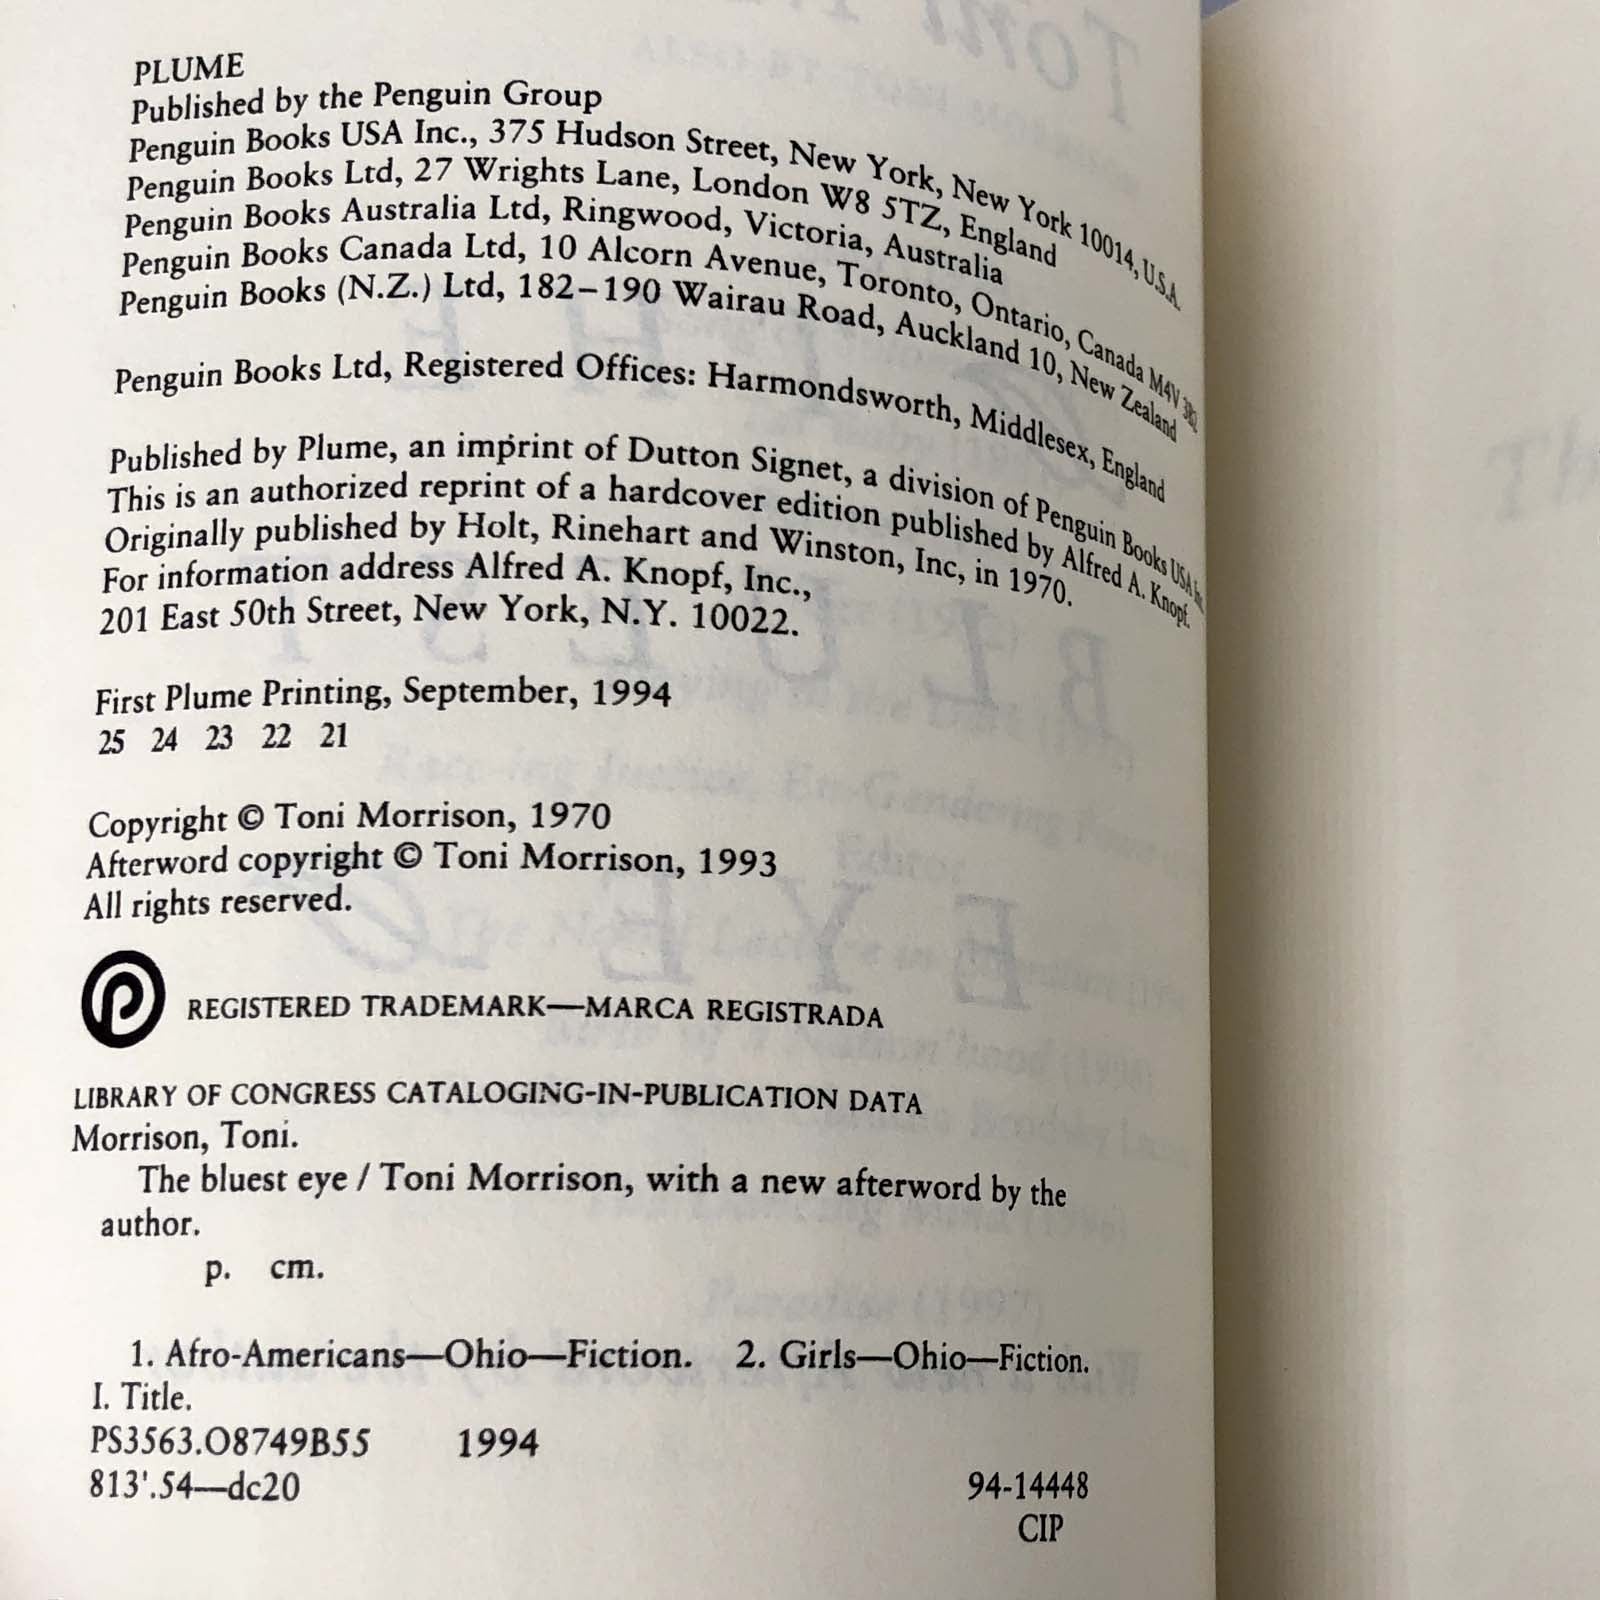 PLUME
Published by the Penguin Group
Penguin Books USA Inc., 375 Hudson Street, New York, New York 10014, U.S.A.
Penguin Books Ltd, 27 Wrights Lane, London W8 5TZ, England
Penguin Books Australia Ltd, Ringwood, Victoria, Australia
Penguin Books Canada Ltd, 10 Alcorn Avenue, Toronto, Ontario, Canada M4V 3B2
Penguin Books (N.Z.) Ltd, 182–190 Wairau Road, Auckland 10, New Zealand
Penguin Books Ltd, Registered Offices: Harmondsworth, Middlesex, England
Published by Plume, an imprint of Dutton Signet, a division of Penguin Books USA Inc.
This is an authorized reprint of a hardcover edition published by Alfred A. Knopf.
Originally published by Holt, Rinehart and Winston, Inc, in 1970.
For information address Alfred A. Knopf, Inc.,
201 East 50th Street, New York, N.Y. 10022.
First Plume Printing, September, 1994
25 24 23 22 21
Copyright © Toni Morrison, 1970
Afterword copyright © Toni Morrison, 1993
All rights reserved.
REGISTERED TRADEMARK—MARCA REGISTRADA
LIBRARY OF CONGRESS CATALOGING-IN-PUBLICATION DATA
Morrison, Toni.
The bluest eye / Toni Morrison, with a new afterword by the
author.
p. cm.
1. Afro-Americans—Ohio—Fiction. 2. Girls—Ohio—Fiction.
I. Title.
PS3563.O8749B55 1994
813'.54—dc20
94-14448
CIP